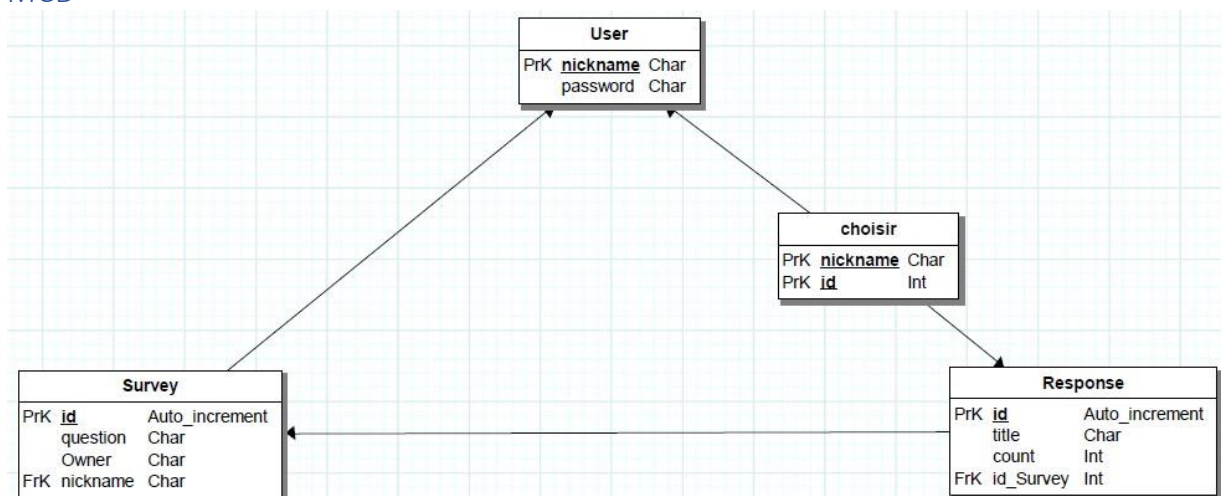 User
PrK nickname Char
password Char
choisir
PrK nickname Char
PrK id Int
Survey
PrK id Auto_increment
question Char
Owner Char
FrK nickname Char
Response
PrK id Auto_increment
title Char
count Int
FrK id_Survey Int